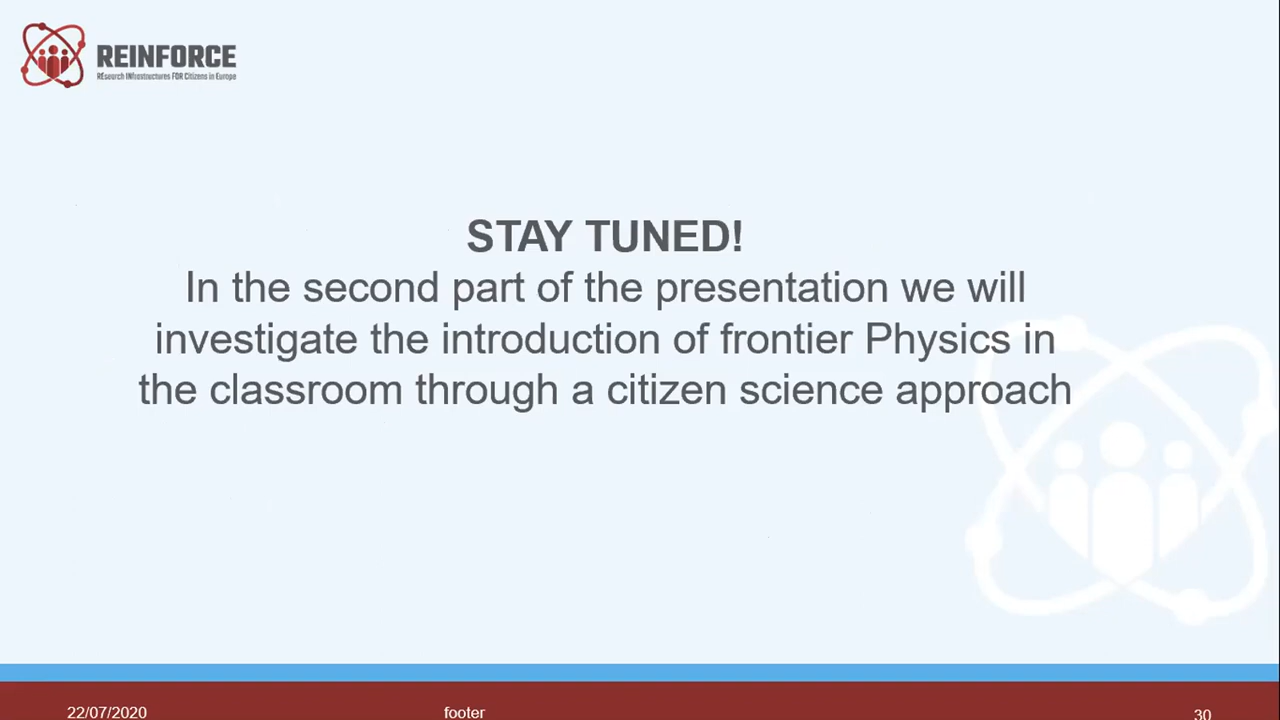 REINFORCE
REsearch INfrastructures FOR Citizens in Europe
STAY TUNED!
In the second part of the presentation we will
investigate the introduction of frontier Physics in
the classroom through a citizen science approach
22/07/2020
footer
30